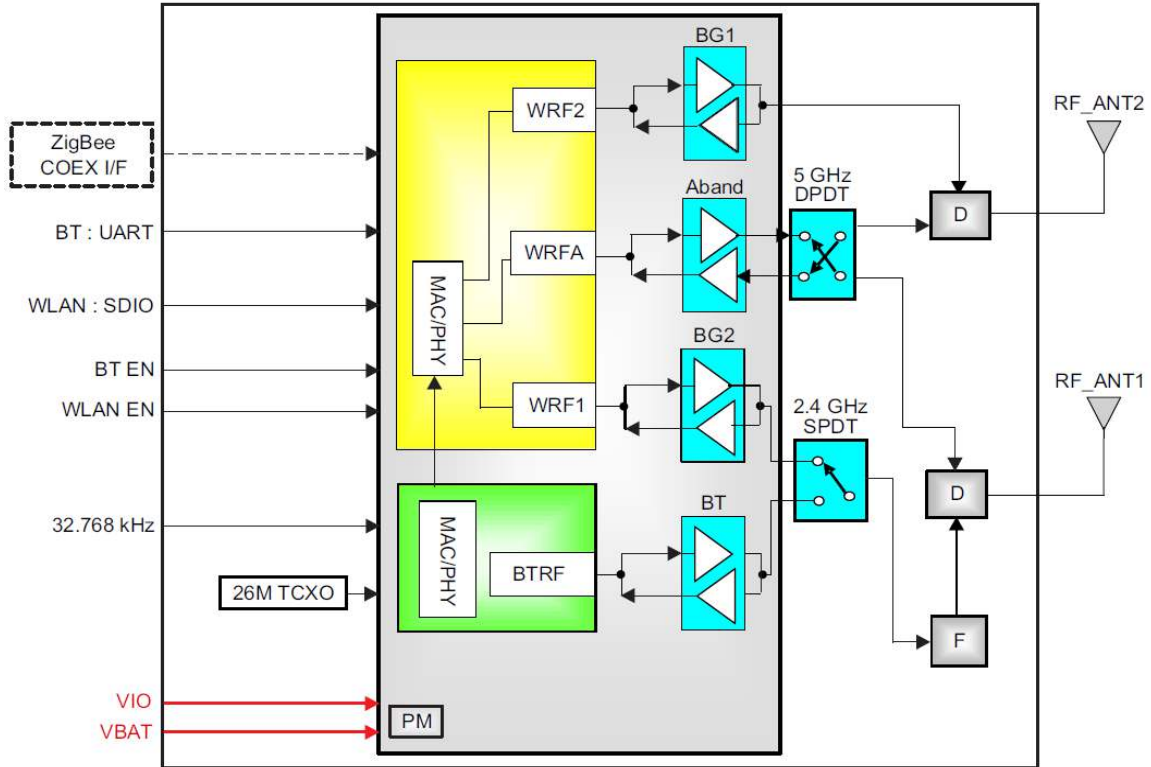 BG1
WRF2
RF_ANT2
ZigBee
COEX I/F
5 GHz
DPDT
Aband
D
BT : UART
WRFA
MAC/PHY
WLAN : SDIO
BG2
BT EN
RF_ANT1
WLAN EN
WRF1
2.4 GHz
SPDT
D
BT
32.768 kHz
MAC/PHY
BTRF
26M TCXO
F
VIO
PM
VBAT